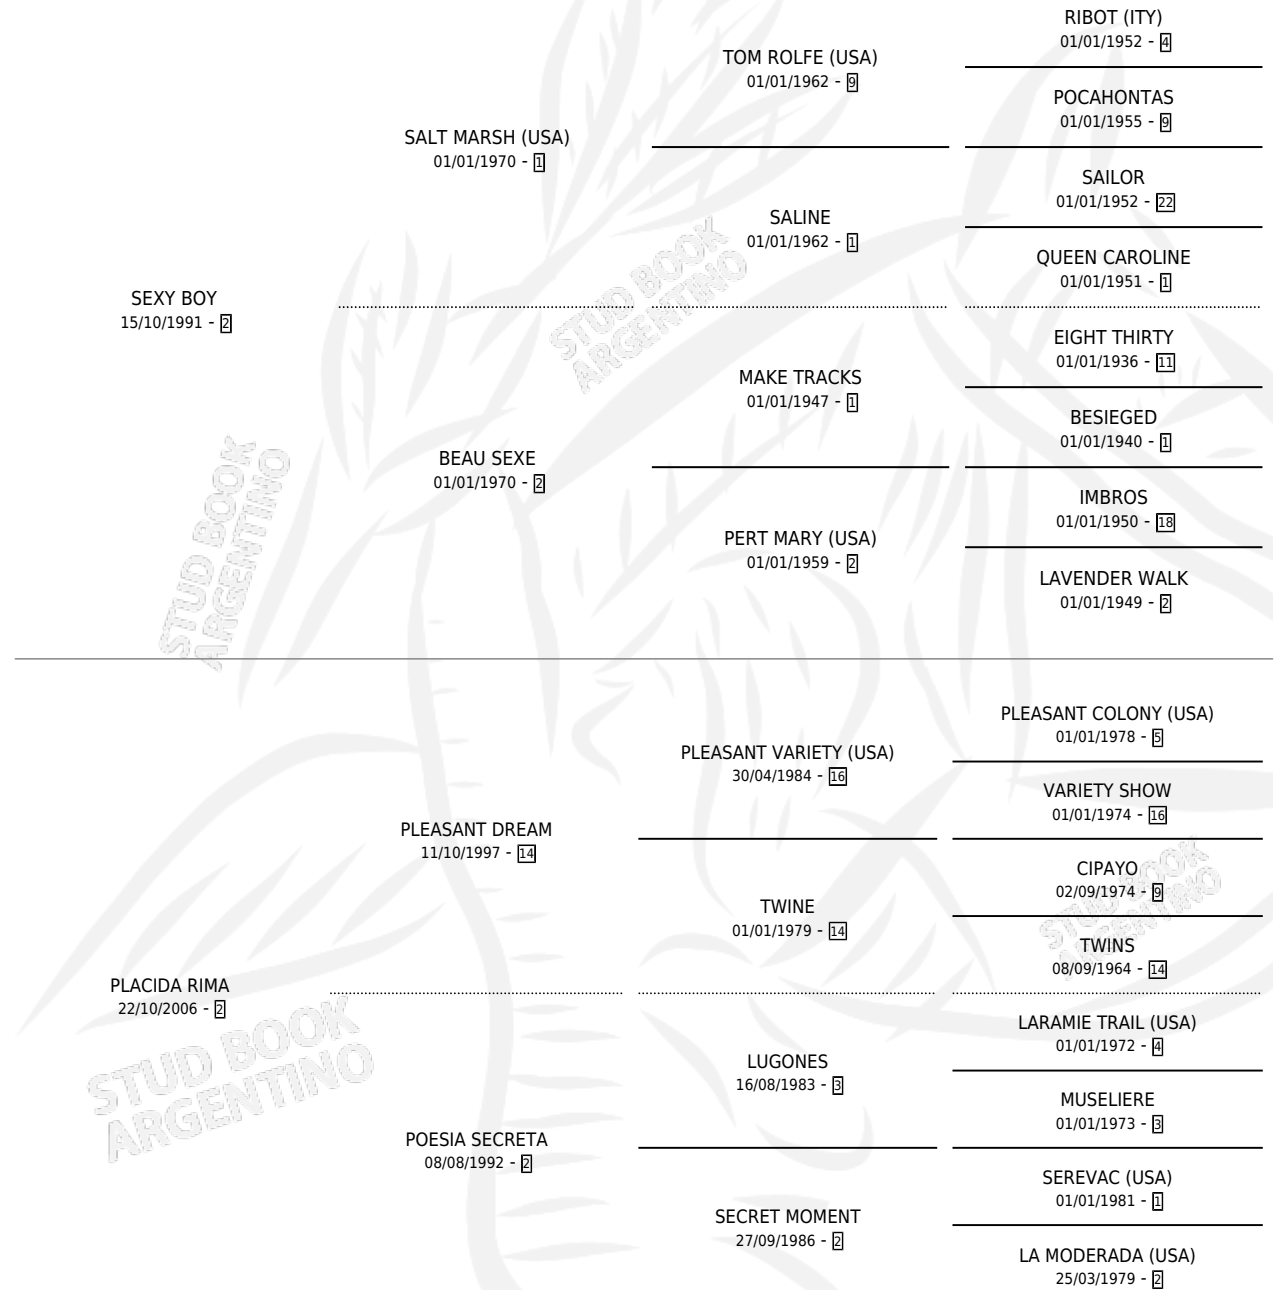 RIBOT (ITY)
01/01/1952 - 4
TOM ROLFE (USA)
01/01/1962 - 9
POCAHONTAS
01/01/1955 - 9
SALT MARSH (USA)
01/01/1970 - 1
SAILOR
01/01/1952 - 22
SALINE
01/01/1962 - 1
QUEEN CAROLINE
01/01/1951 - 1
SEXY BOY
15/10/1991 - 2
EIGHT THIRTY
01/01/1936 - 11
MAKE TRACKS
01/01/1947 - 1
BESIEGED
01/01/1940 - 1
BEAU SEXE
01/01/1970 - 2
IMBROS
01/01/1950 - 18
PERT MARY (USA)
01/01/1959 - 2
LAVENDER WALK
01/01/1949 - 2
STUD BOOK
ARGENTINO
STUD BOOK
ARGENTINO
PLEASANT COLONY (USA)
01/01/1978 - 5
PLEASANT VARIETY (USA)
30/04/1984 - 16
VARIETY SHOW
01/01/1974 - 16
PLEASANT DREAM
11/10/1997 - 14
CIPAYO
02/09/1974 - 9
TWINE
01/01/1979 - 14
TWINS
08/09/1964 - 14
STUD BOOK
ARGENTINO
PLACIDA RIMA
22/10/2006 - 2
LARAMIE TRAIL (USA)
01/01/1972 - 4
LUGONES
16/08/1983 - 3
MUSELIERE
01/01/1973 - 3
STUD BOOK
ARGENTINO
POESIA SECRETA
08/08/1992 - 2
SEREVAC (USA)
01/01/1981 - 1
SECRET MOMENT
27/09/1986 - 2
LA MODERADA (USA)
25/03/1979 - 2